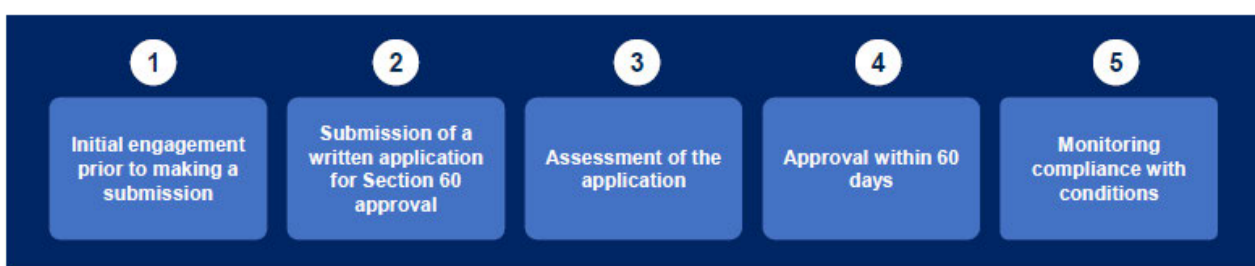 1
Initial engagement
prior to making a
submission
2
Submission of a
written application
for Section 60
approval
3
Assessment of the
application
4
Approval within 60
days
5
Monitoring
compliance with
conditions